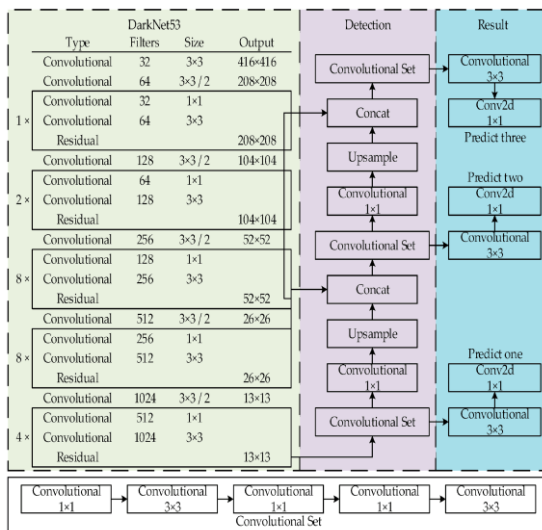 DarkNet53
Type Filters Size Output
Convolutional 32 3×3 416×416
Convolutional 64 3×3 / 2 208×208
Convolutional 32 1×1
1× Convolutional 64 3×3
Residual 208×208
Convolutional 128 3×3 / 2 104×104
Convolutional 64 1×1
2× Convolutional 128 3×3
Residual 104×104
Convolutional 256 3×3 / 2 52×52
Convolutional 128 1×1
8× Convolutional 256 3×3
Residual 52×52
Convolutional 512 3×3 / 2 26×26
Convolutional 256 1×1
8× Convolutional 512 3×3
Residual 26×26
Convolutional 1024 3×3 / 2 13×13
Convolutional 512 1×1
4× Convolutional 1024 3×3
Residual 13×13
Detection
Convolutional Set
Concat
Upsample
Convolutional
1×1
Convolutional Set
Concat
Upsample
Convolutional
1×1
Convolutional Set
Result
Convolutional
3×3
Conv2d
1×1
Predict three
Predict two
Conv2d
1×1
Convolutional
3×3
Predict one
Conv2d
1×1
Convolutional
3×3
Convolutional Convolutional Convolutional Convolutional Convolutional
1×1 3×3 1×1 1×1 3×3
Convolutional Set